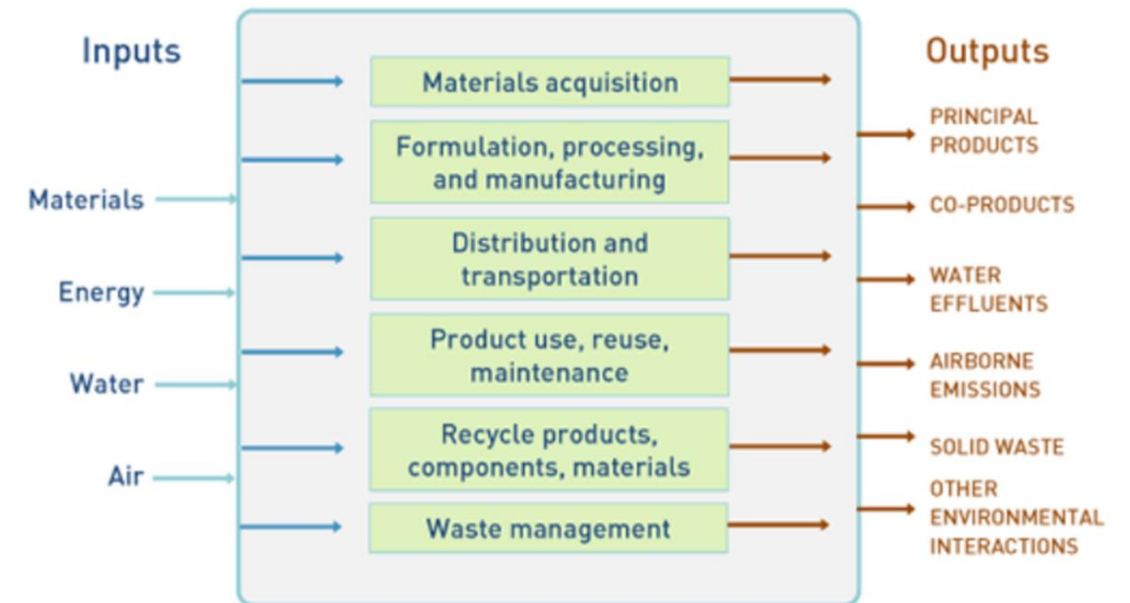 Inputs
Materials
Energy
Water
Air
Materials acquisition
Formulation, processing,
and manufacturing
Distribution and
transportation
Product use, reuse,
maintenance
Recycle products,
components, materials
Waste management
Outputs
PRINCIPAL
PRODUCTS
CO-PRODUCTS
WATER
EFFLUENTS
AIRBORNE
EMISSIONS
SOLID WASTE
OTHER
ENVIRONMENTAL
INTERACTIONS